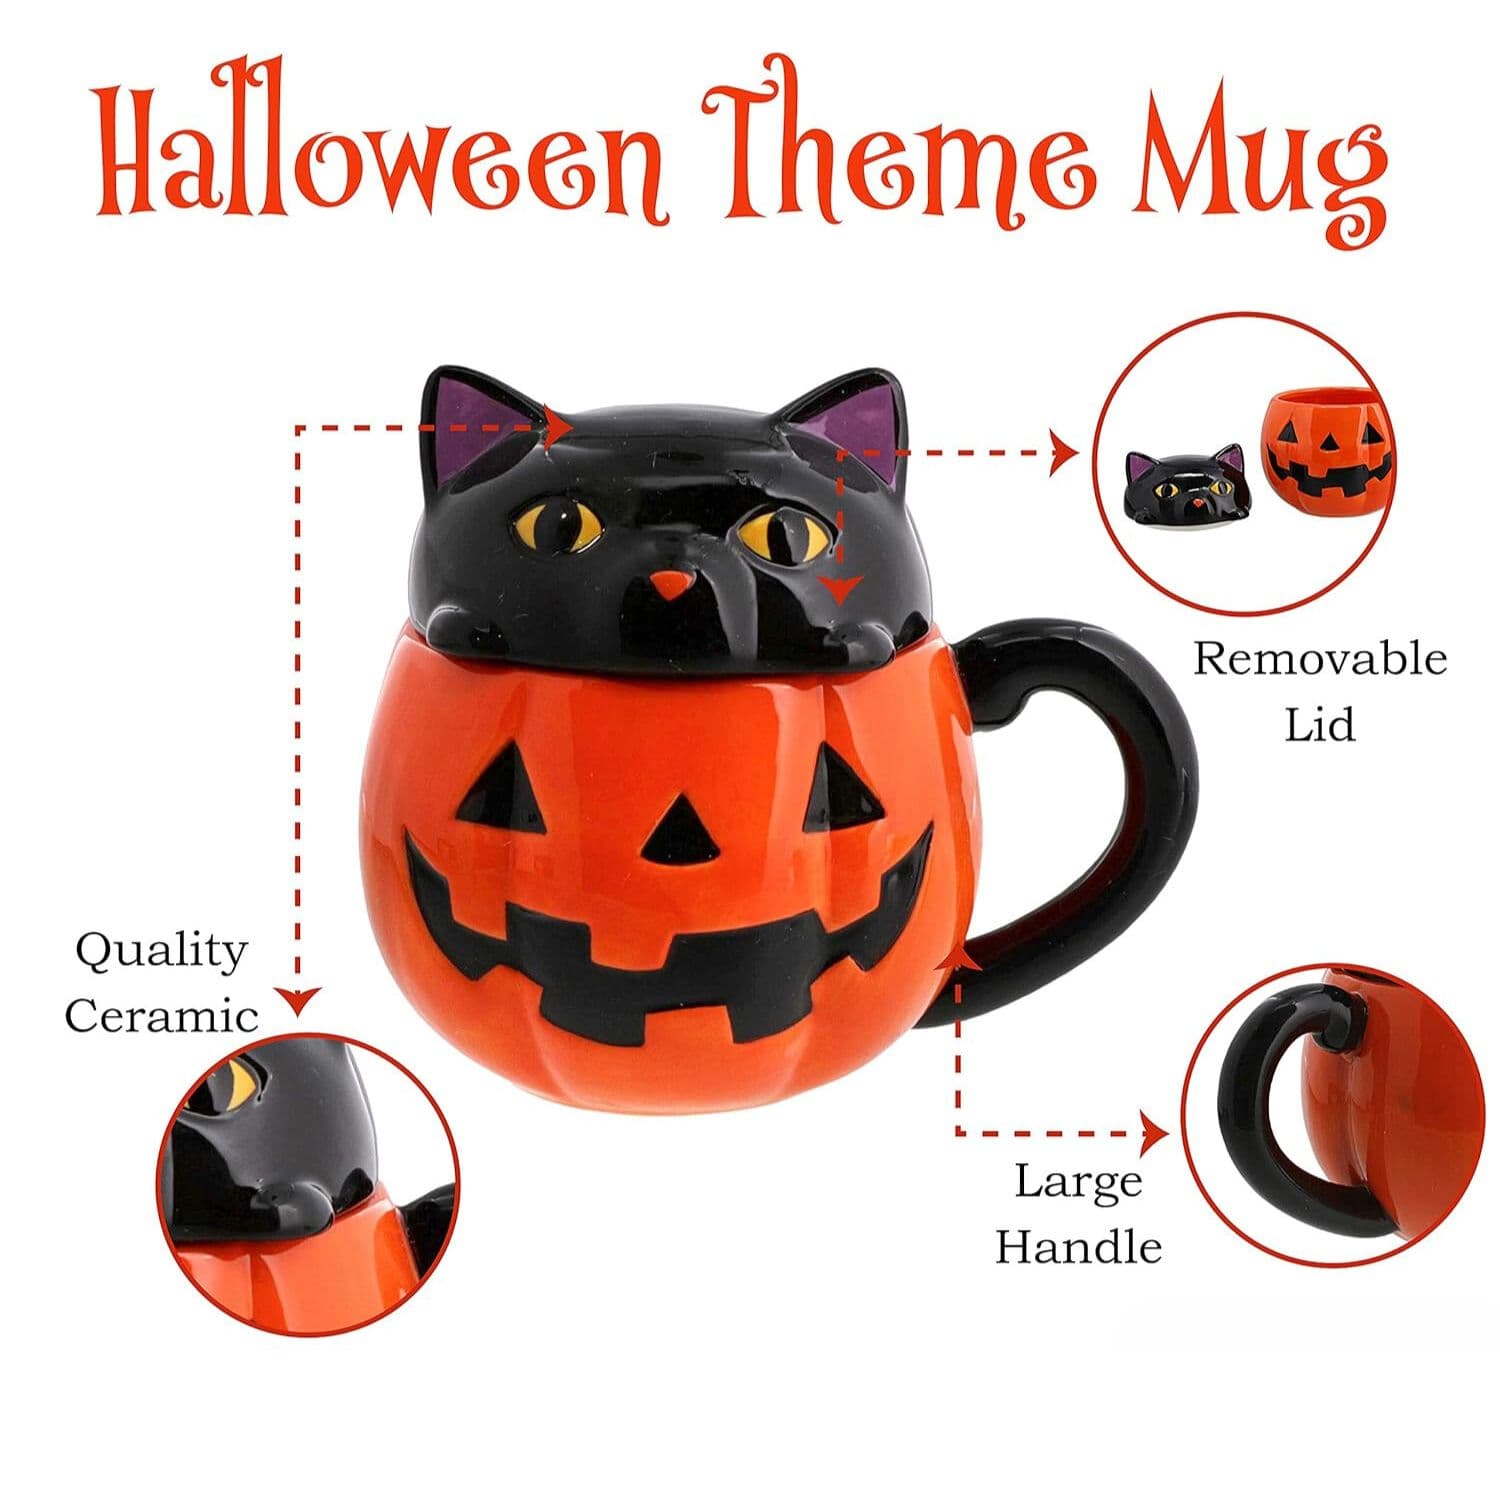 Halloween Theme Mug
Removable
Lid
Quality
Ceramic
Large
Handle